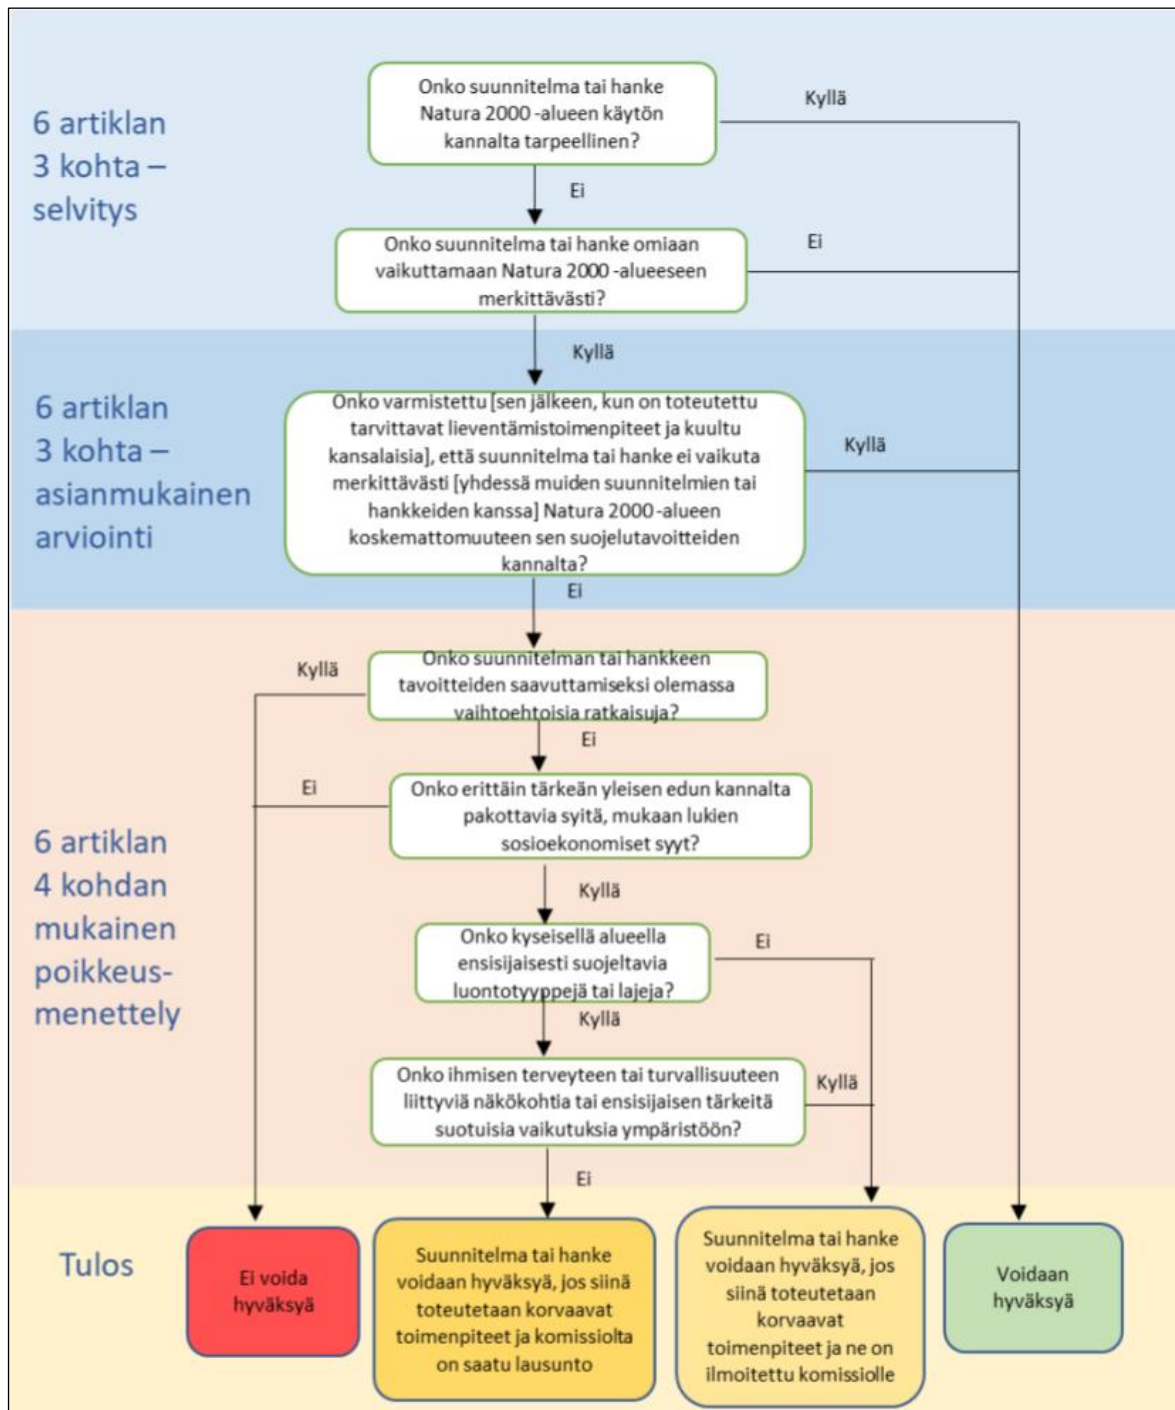 6 artiklan
3 kohta –
selvitys
Onko suunnitelma tai hanke
Natura 2000 -alueen käytön
kannalta tarpeellinen?
Kyllä
Ei
Onko suunnitelma tai hanke omiaan
vaikuttamaan Natura 2000 -alueeseen
merkittävästi?
Ei
Kyllä
6 artiklan
3 kohta –
asianmukainen
arviointi
Onko varmistettu [sen jälkeen, kun on toteutettu
tarvittavat lieventämistoimenpiteet ja kuultu
kansalaisia], että suunnitelma tai hanke ei vaikuta
merkittävästi [yhdessä muiden suunnitelmien tai
hankkeiden kanssa] Natura 2000 -alueen
koskemattomuuteen sen suojelutavoitteiden
kannalta?
Kyllä
Ei
6 artiklan
4 kohdan
mukainen
poikkeus-
menettely
Onko suunnitelman tai hankkeen
tavoitteiden saavuttamiseksi olemassa
vaihtoehtoisia ratkaisuja?
Kyllä
Ei
Onko erittäin tärkeän yleisen edun kannalta
pakottavia syitä, mukaan lukien
sosioekonomiset syyt?
Ei
Kyllä
Onko kyseisellä alueella
ensisijaisesti suojeltavia
luontotyyppejä tai lajeja?
Ei
Kyllä
Onko ihmisen terveyteen tai turvallisuuteen
liittyviä näkökohtia tai ensisijaisen tärkeitä
suotuisia vaikutuksia ympäristöön?
Kyllä
Ei
Tulos
Ei voida
hyväksyä
Suunnitelma tai hanke
voidaan hyväksyä, jos siinä
toteutetaan korvaavat
toimenpiteet ja komissiolta
on saatu lausunto
Suunnitelma tai hanke
voidaan hyväksyä, jos
siinä toteutetaan
korvaavat
toimenpiteet ja ne on
ilmoitettu komissiolle
Voidaan
hyväksyä